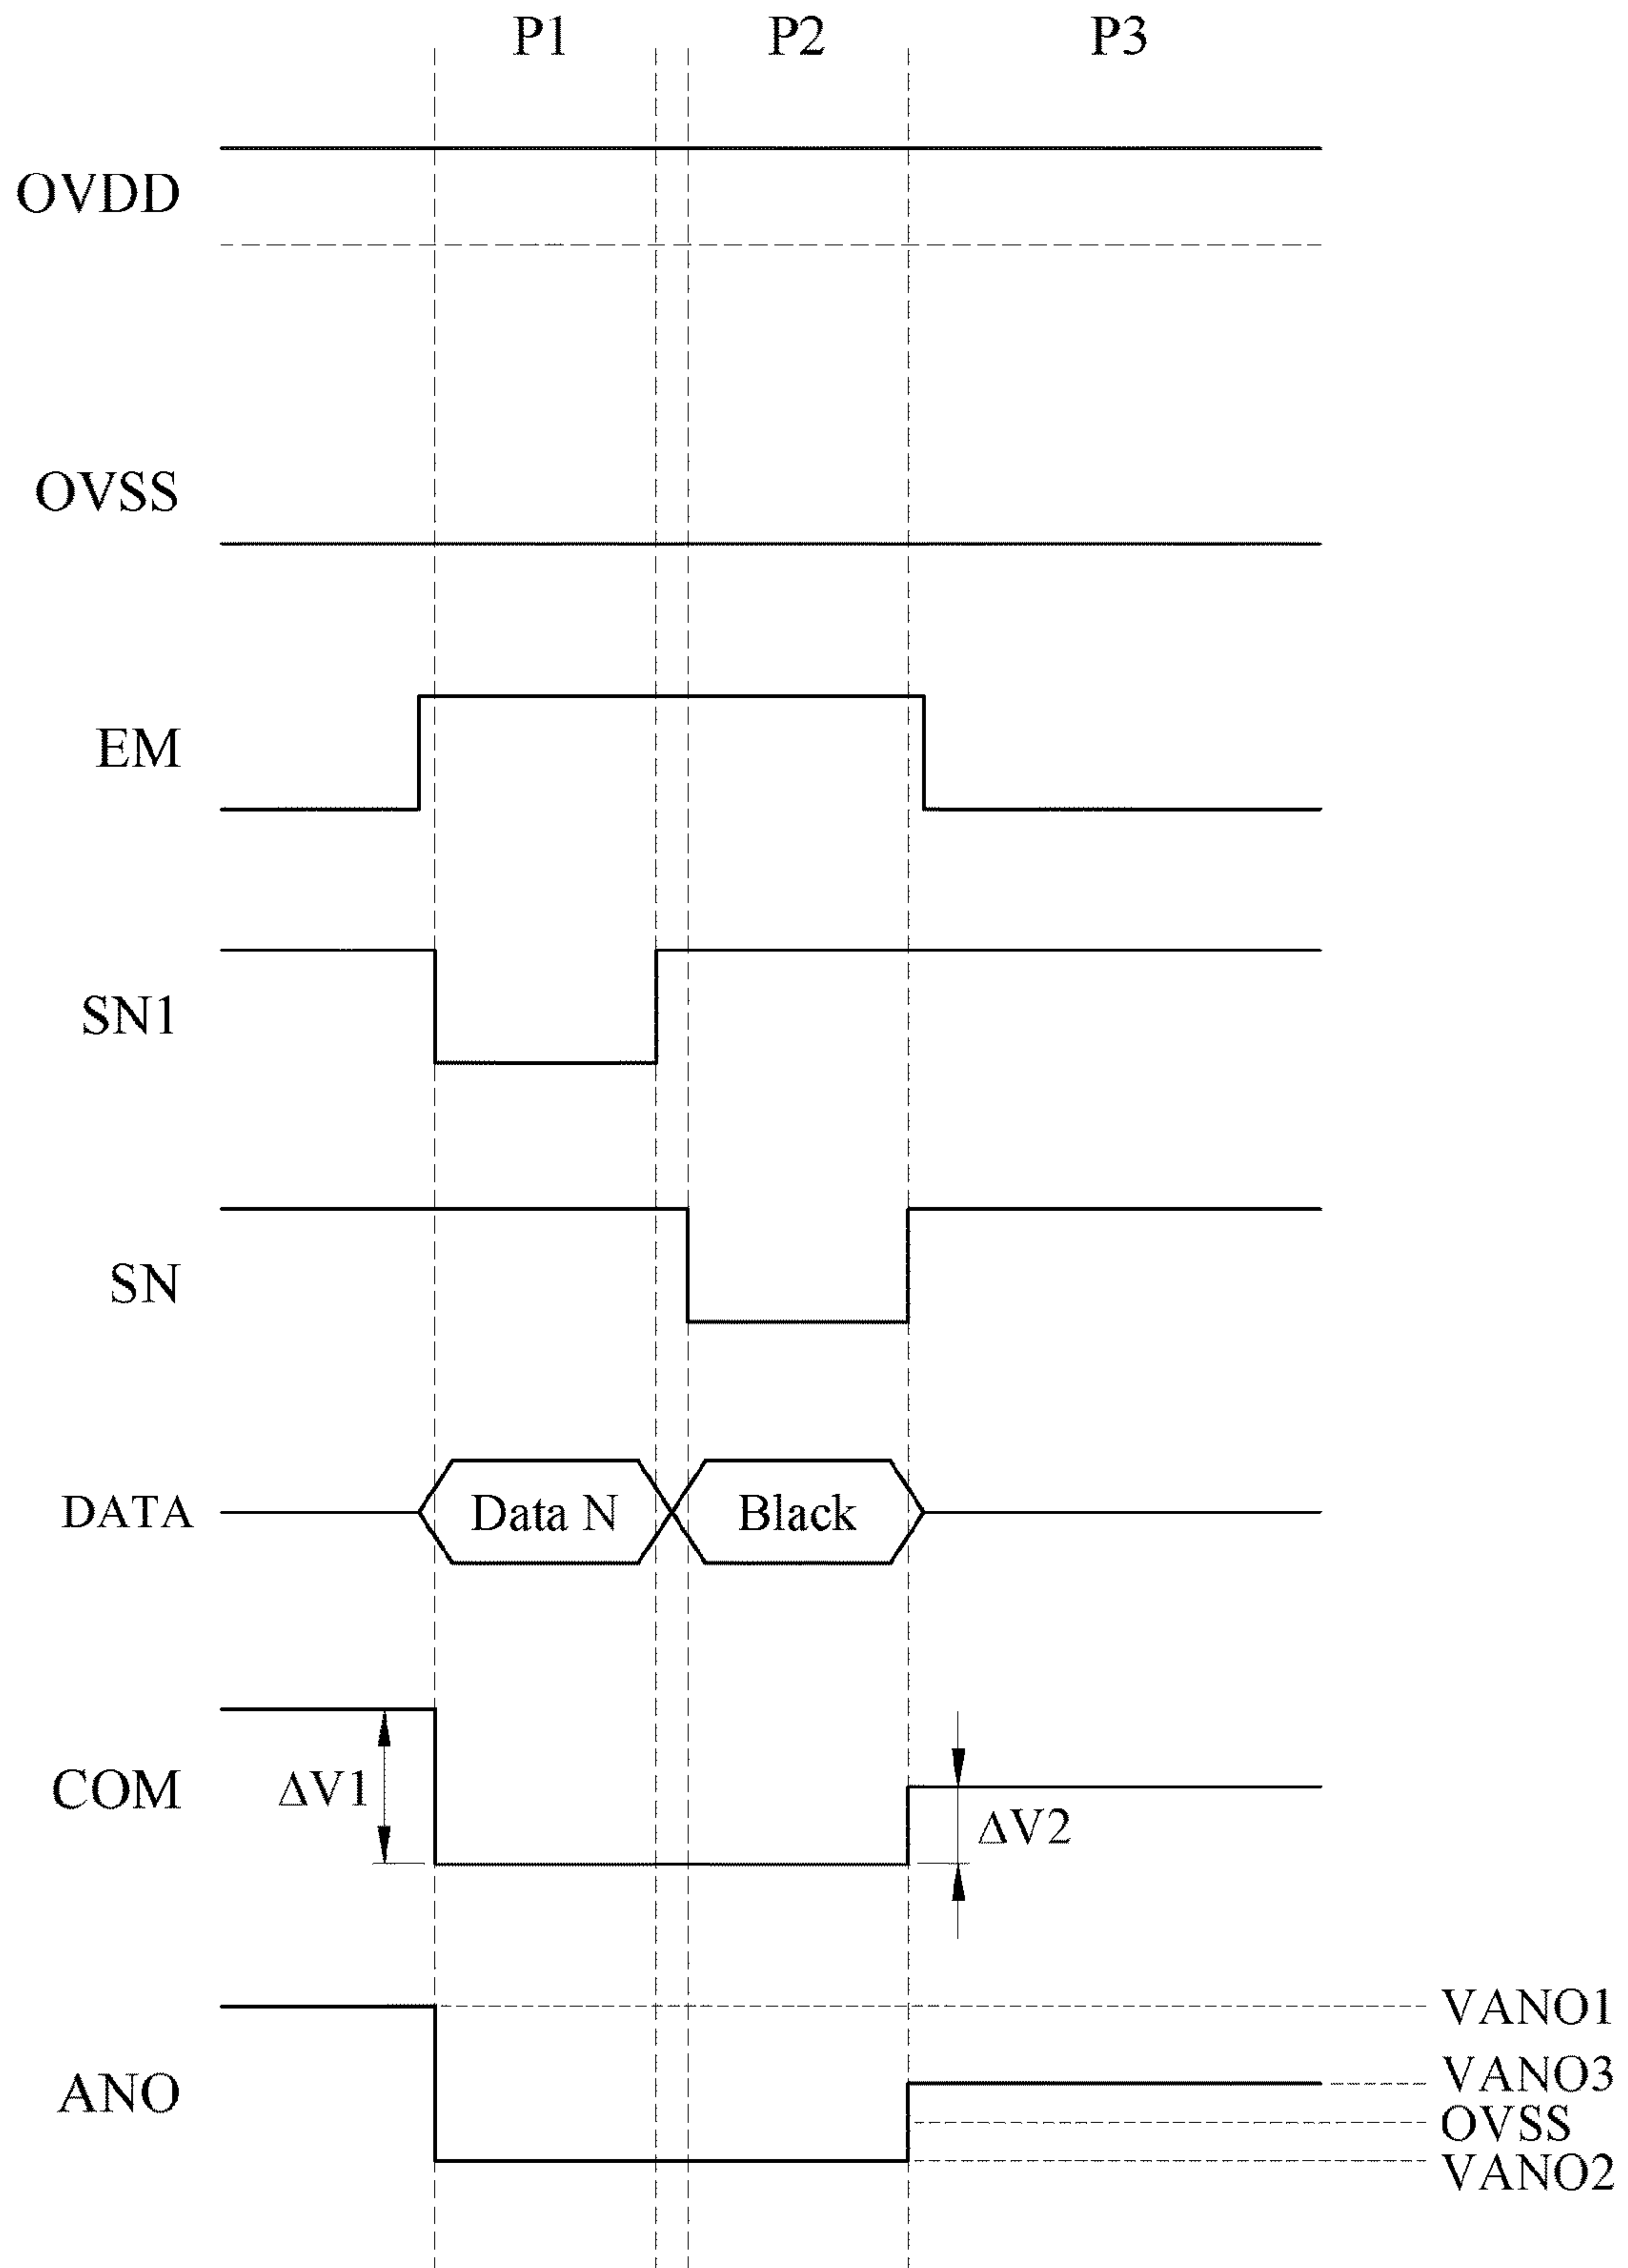 P1 P2 P3
OVDD
OVSS
EM
SN1
SN
DATA Data N Black
COM ΔV1 ΔV2
VANO1
ANO VANO3
OVSS
VANO2